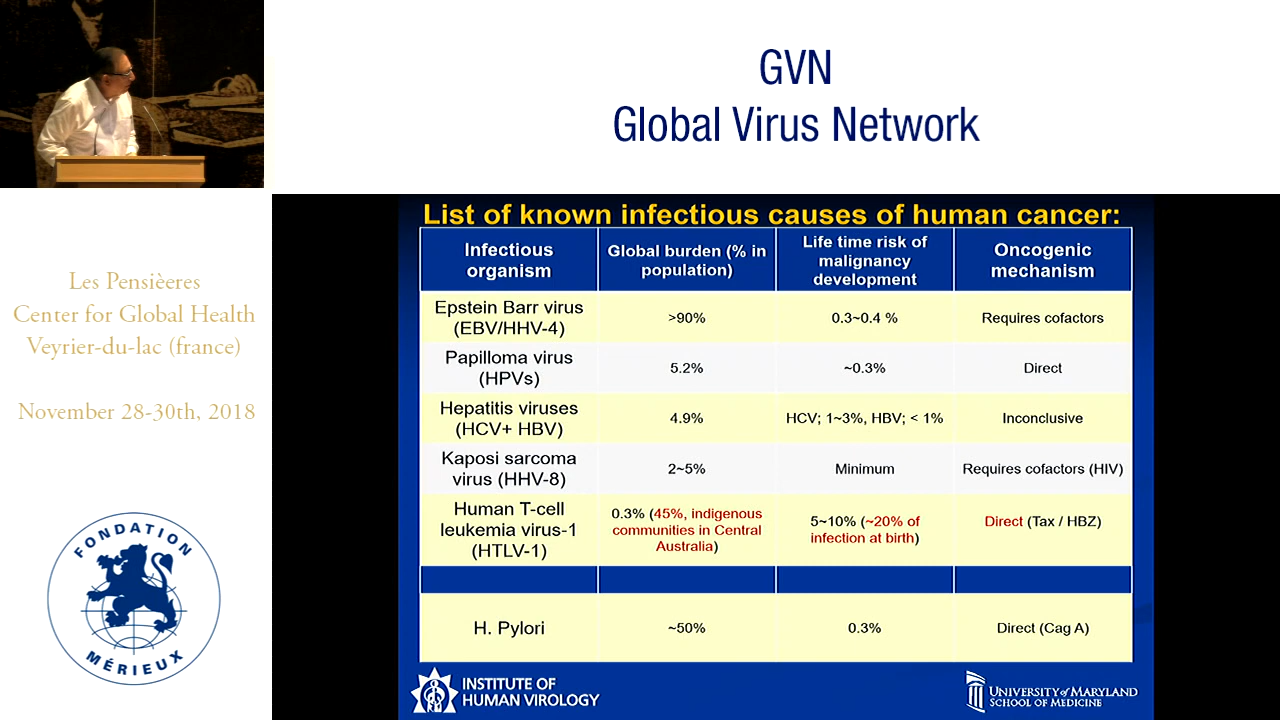 GVN
Global Virus Network
Les Pensièeres
Center for Global Health
Veyrier-du-lac (france)
November 28-30th, 2018
FONDATION
MÉRIEUX
List of known infectious causes of human cancer:
Infectious
organism
Global burden (% in
population)
Life time risk of
malignancy
development
Oncogenic
mechanism
Epstein Barr virus
(EBV/HHV-4)
>90%
0.3~0.4 %
Requires cofactors
Papilloma virus
(HPVs)
5.2%
~0.3%
Direct
Hepatitis viruses
(HCV+ HBV)
4.9%
HCV; 1~3%, HBV; < 1%
Inconclusive
Kaposi sarcoma
virus (HHV-8)
2~5%
Minimum
Requires cofactors (HIV)
Human T-cell
leukemia virus-1
(HTLV-1)
0.3% (45%, indigenous
communities in Central
Australia)
5~10% (~20% of
infection at birth)
Direct (Tax / HBZ)
H. Pylori
~50%
0.3%
Direct (Cag A)
INSTITUTE OF
HUMAN VIROLOGY
UNIVERSITY of MARYLAND
SCHOOL OF MEDICINE